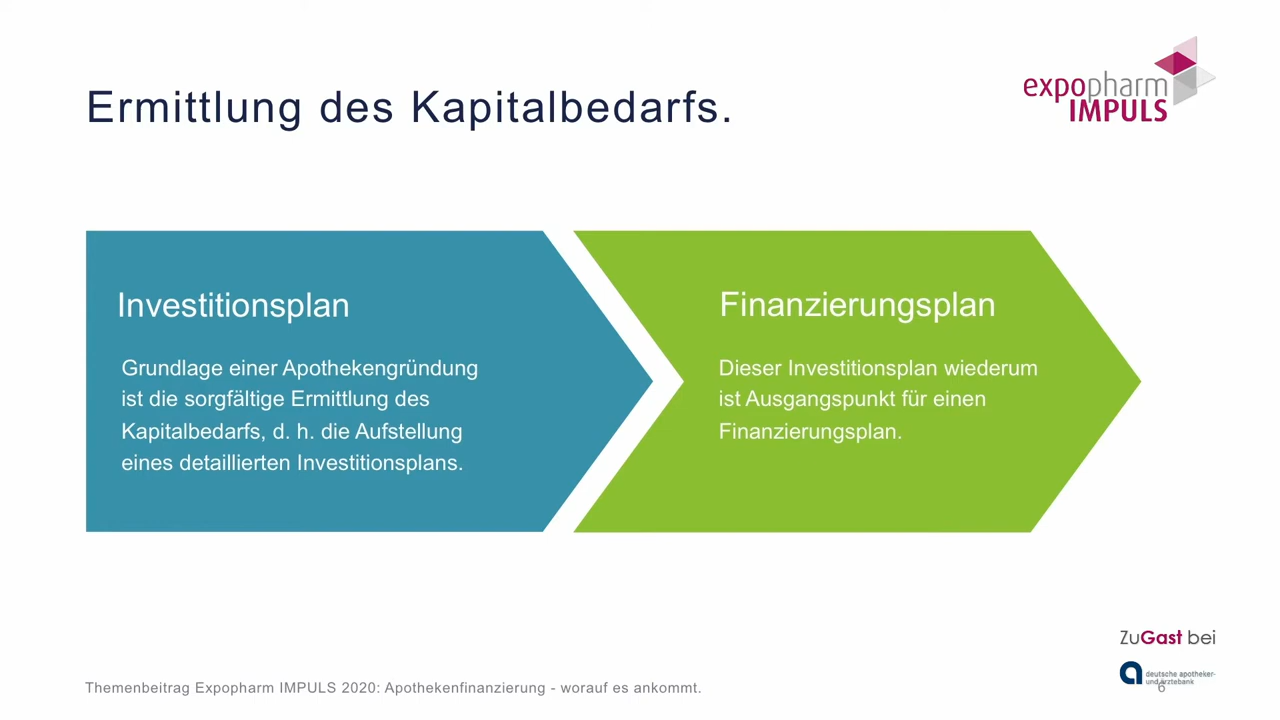 Ermittlung des Kapitalbedarfs.
expopharm
IMPULS
Investitionsplan
Grundlage einer Apothekengründung
ist die sorgfältige Ermittlung des
Kapitalbedarfs, d. h. die Aufstellung
eines detaillierten Investitionsplans.
Finanzierungsplan
Dieser Investitionsplan wiederum
ist Ausgangspunkt für einen
Finanzierungsplan.
ZuGast bei
deutsche apotheker-
und ärztebank
Themenbeitrag Expopharm IMPULS 2020: Apothekenfinanzierung - worauf es ankommt.
6